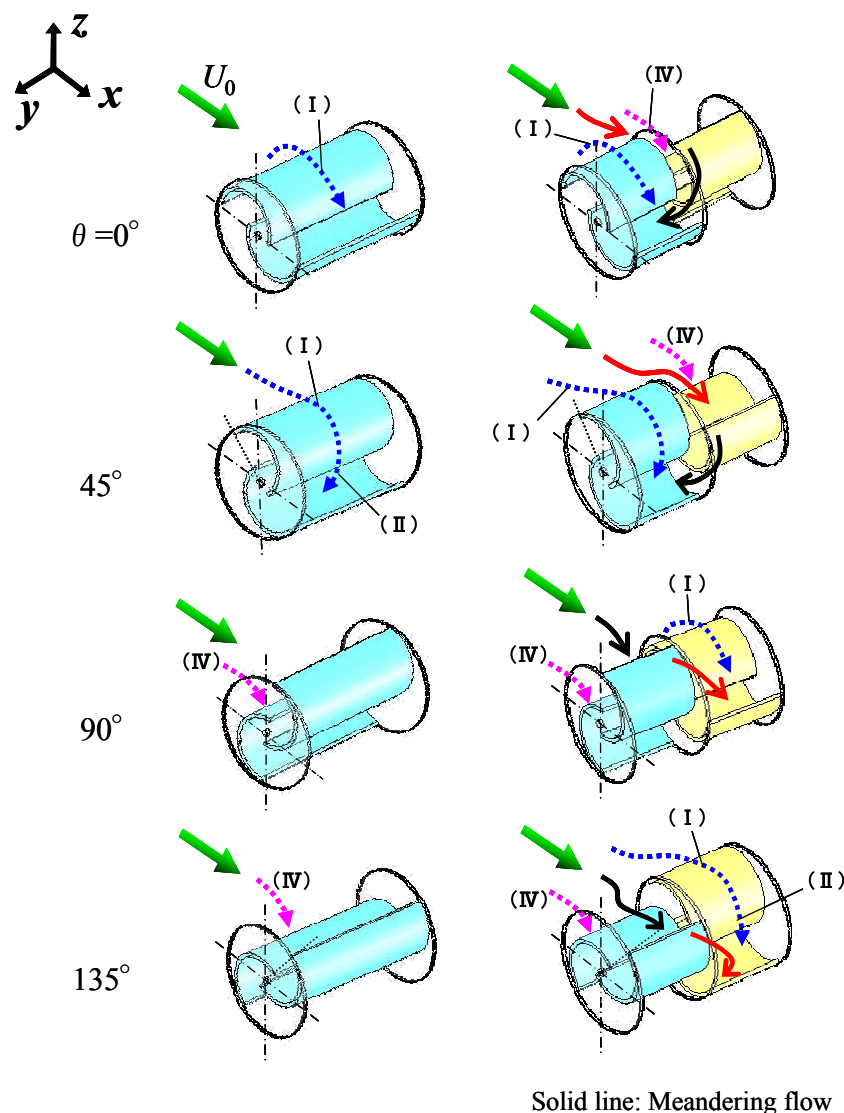 z
y
x
U₀
(Ⅰ)
(Ⅳ)
(Ⅰ)
θ =0°
(Ⅰ)
(Ⅳ)
(Ⅰ)
45°
(Ⅱ)
(Ⅳ)
(Ⅰ)
(Ⅳ)
90°
(Ⅰ)
(Ⅳ)
(Ⅳ)
(Ⅱ)
135°
Solid line: Meandering flow